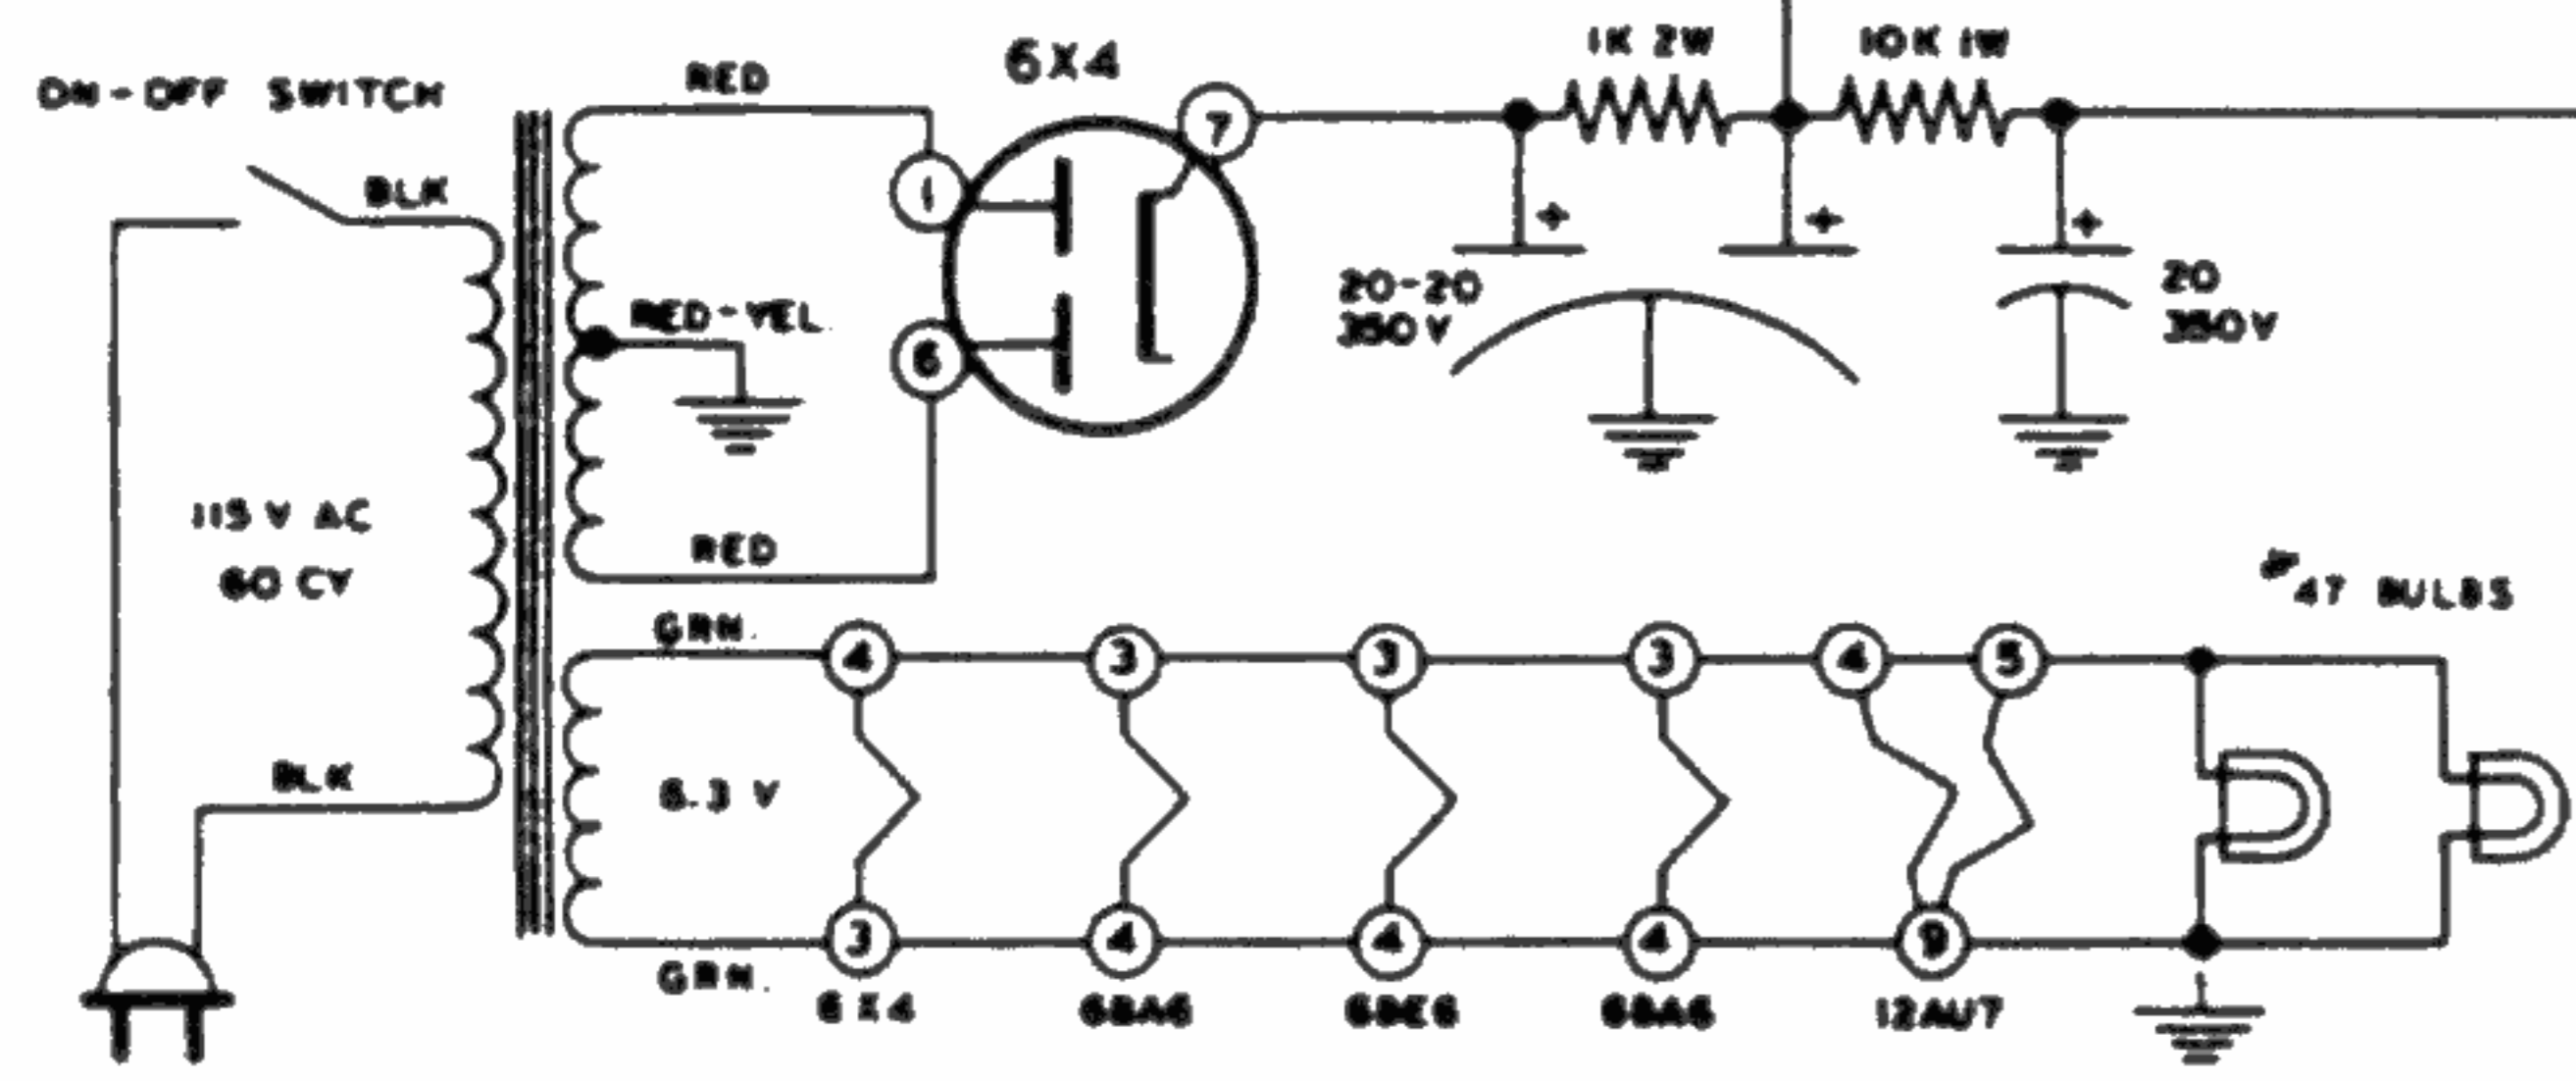 ON-OFF SWITCH
BLK
115 V AC
60 CY
BLK
RED
RED-YEL.
RED
6X4
1
6
7
1K 2W
10K 1W
+
+
+
20-20
350V
20
350V
GRN.
6.3 V
GRN.
4
3
3
3
4
5
3
4
4
4
9
6X4
6BA6
6BE6
6BA6
12AU7
#47 BULBS